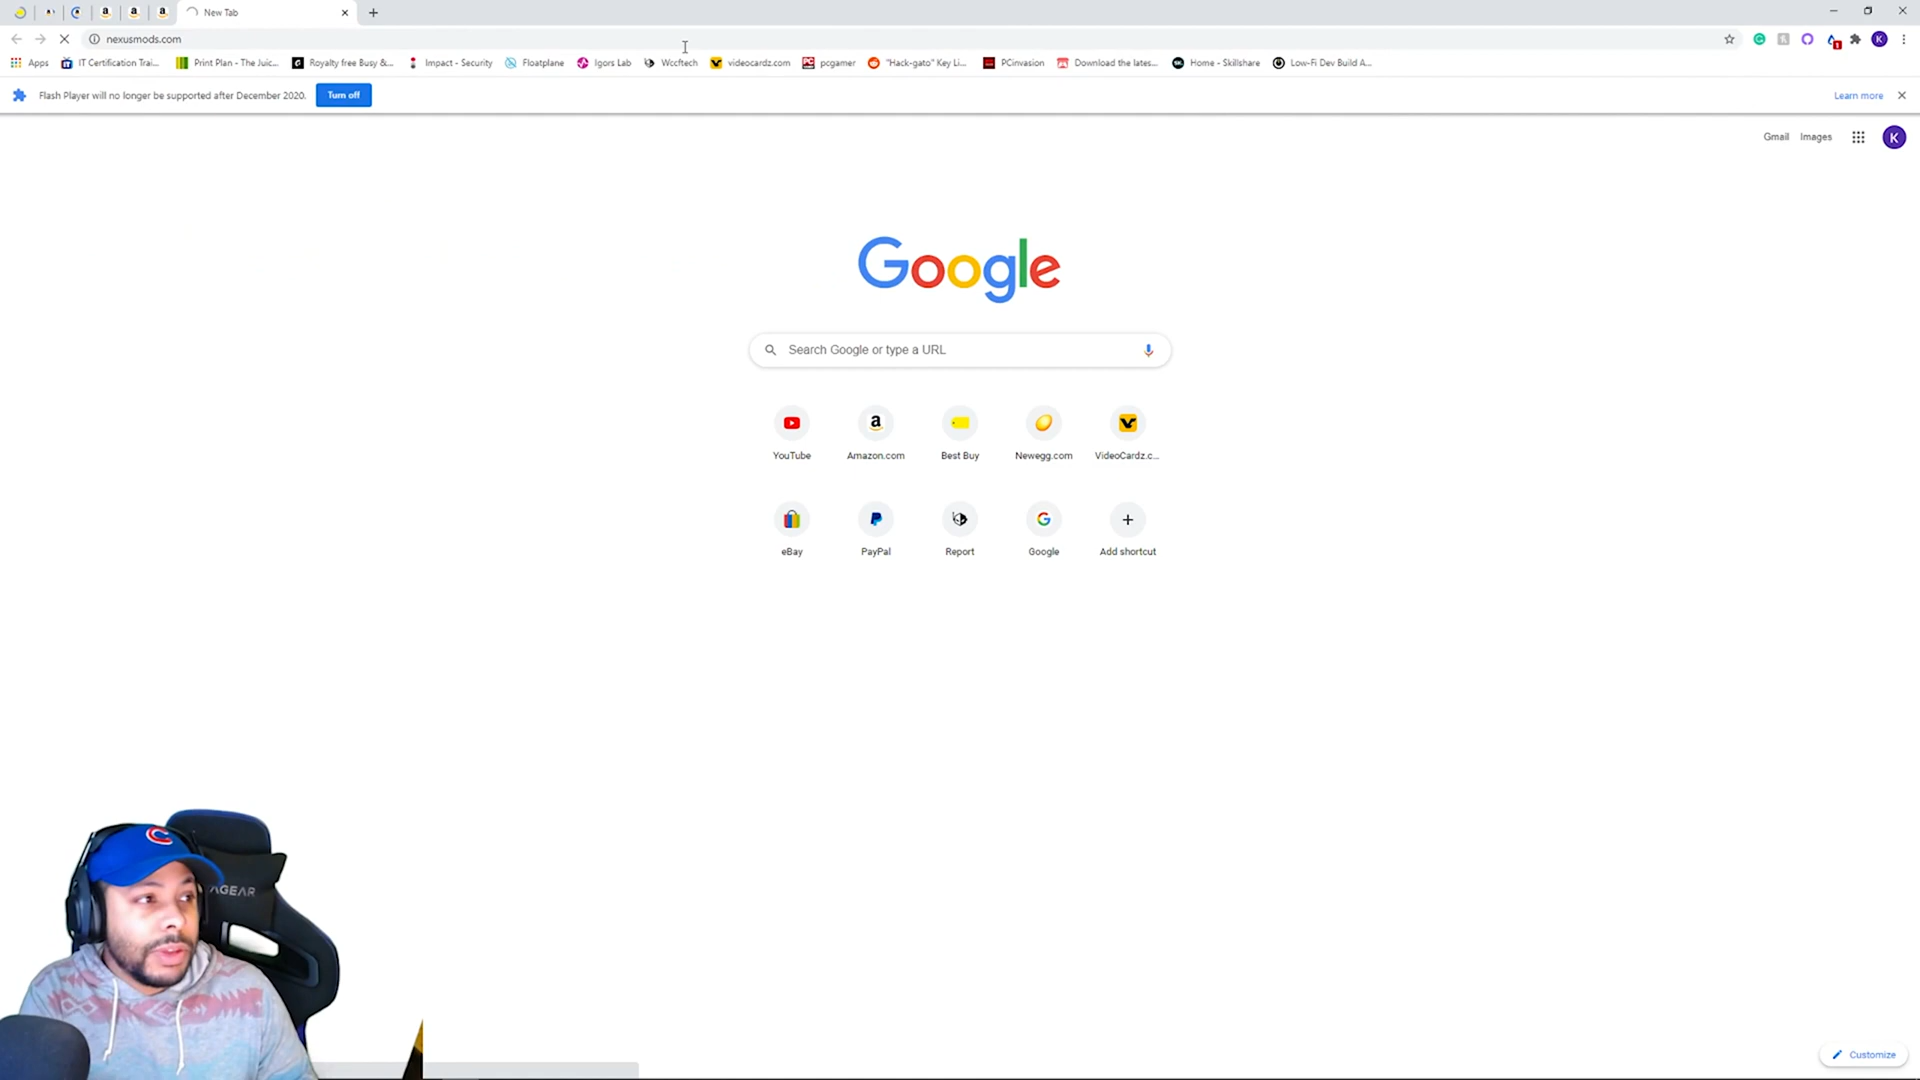 New Tab
nexusmods.com
Apps
IT Certification Trai...
Print Plan - The Juic...
Royalty free Busy &...
Impact - Security
Floatplane
Igors Lab
Wccftech
videocardz.com
pcgamer
"Hack-gato" Key Li...
PCinvasion
Download the lates...
Home - Skillshare
Low-Fi Dev Build A...
Flash Player will no longer be supported after December 2020.
Turn off
Learn more
Gmail
Images
K
Google
Search Google or type a URL
YouTube
Amazon.com
Best Buy
Newegg.com
VideoCardz.c...
eBay
PayPal
Report
Google
Add shortcut
AGEAR
Customize